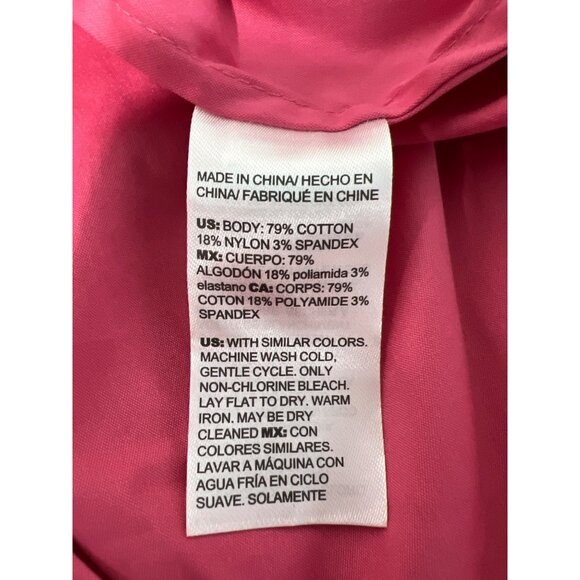 MADE IN CHINA/ HECHO EN
CHINA/ FABRIQUÉ EN CHINE
US: BODY: 79% COTTON
18% NYLON 3% SPANDEX
MX: CUERPO: 79%
ALGODÓN 18% poliamida 3%
elastano CA: CORPS: 79%
COTON 18% POLYAMIDE 3%
SPANDEX
US: WITH SIMILAR COLORS.
MACHINE WASH COLD,
GENTLE CYCLE. ONLY
NON-CHLORINE BLEACH.
LAY FLAT TO DRY. WARM
IRON. MAY BE DRY
CLEANED MX: CON
COLORES SIMILARES.
LAVAR A MÁQUINA CON
AGUA FRÍA EN CICLO
SUAVE. SOLAMENTE